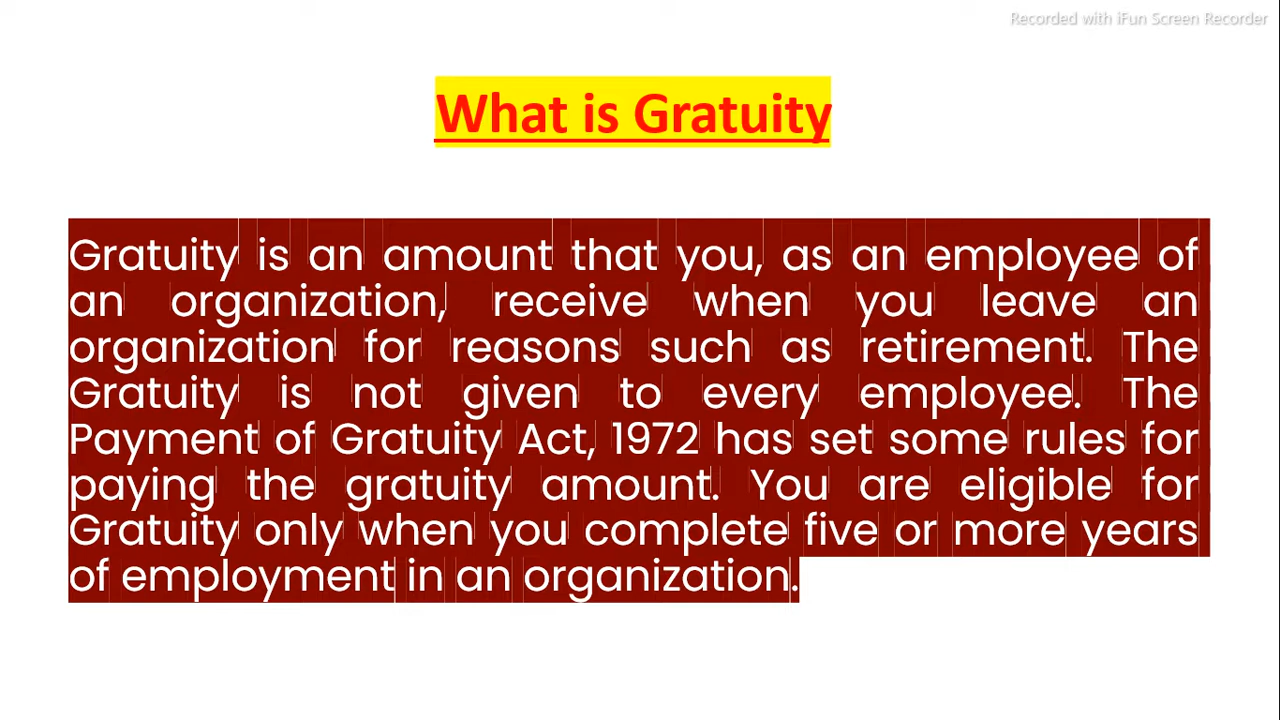 Recorded with iFun Screen Recorder
What is Gratuity
Gratuity is an amount that you, as an employee of
an organization, receive when you leave an
organization for reasons such as retirement. The
Gratuity is not given to every employee. The
Payment of Gratuity Act, 1972 has set some rules for
paying the gratuity amount. You are eligible for
Gratuity only when you complete five or more years
of employment in an organization.